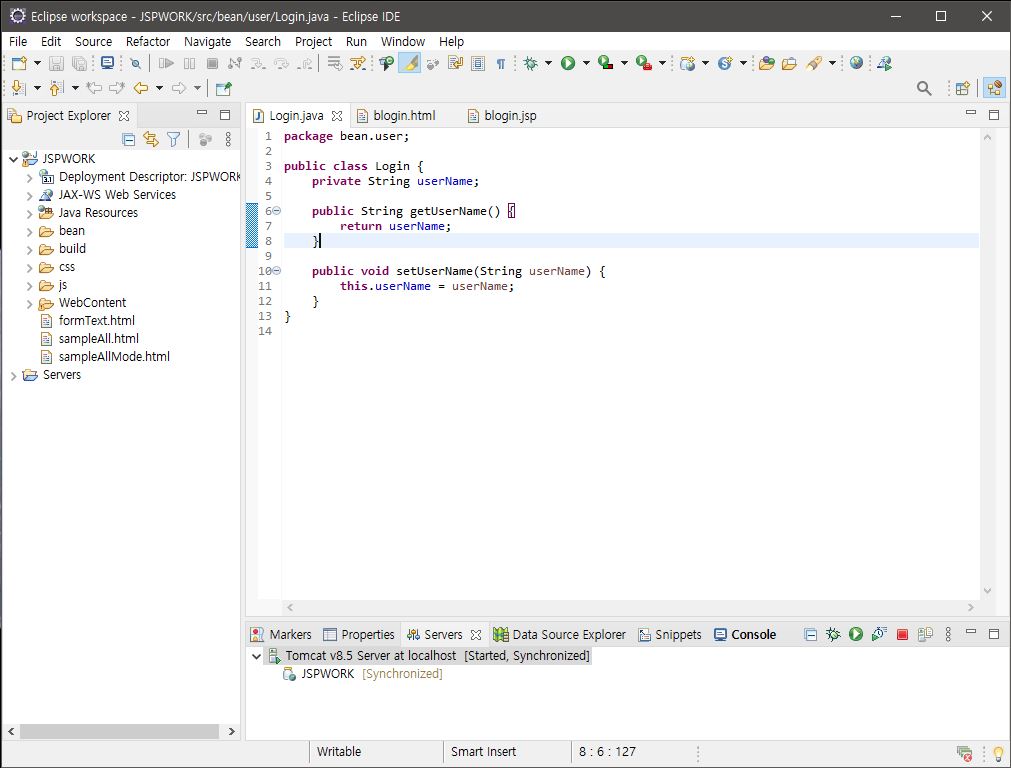 Eclipse workspace - JSPWORK/src/bean/user/Login.java - Eclipse IDE
File Edit Source Refactor Navigate Search Project Run Window Help
Project Explorer
JSPWORK
Deployment Descriptor: JSPWORK
JAX-WS Web Services
Java Resources
bean
build
css
js
WebContent
formText.html
sampleAll.html
sampleAllMode.html
Servers
Login.java blogin.html blogin.jsp
1 package bean.user;
2
3 public class Login {
4 private String userName;
5
6 public String getUserName() {
7 return userName;
8 }
9
10 public void setUserName(String userName) {
11 this.userName = userName;
12 }
13 }
14
Markers Properties Servers Data Source Explorer Snippets Console
Tomcat v8.5 Server at localhost [Started, Synchronized]
JSPWORK [Synchronized]
Writable Smart Insert 8 : 6 : 127